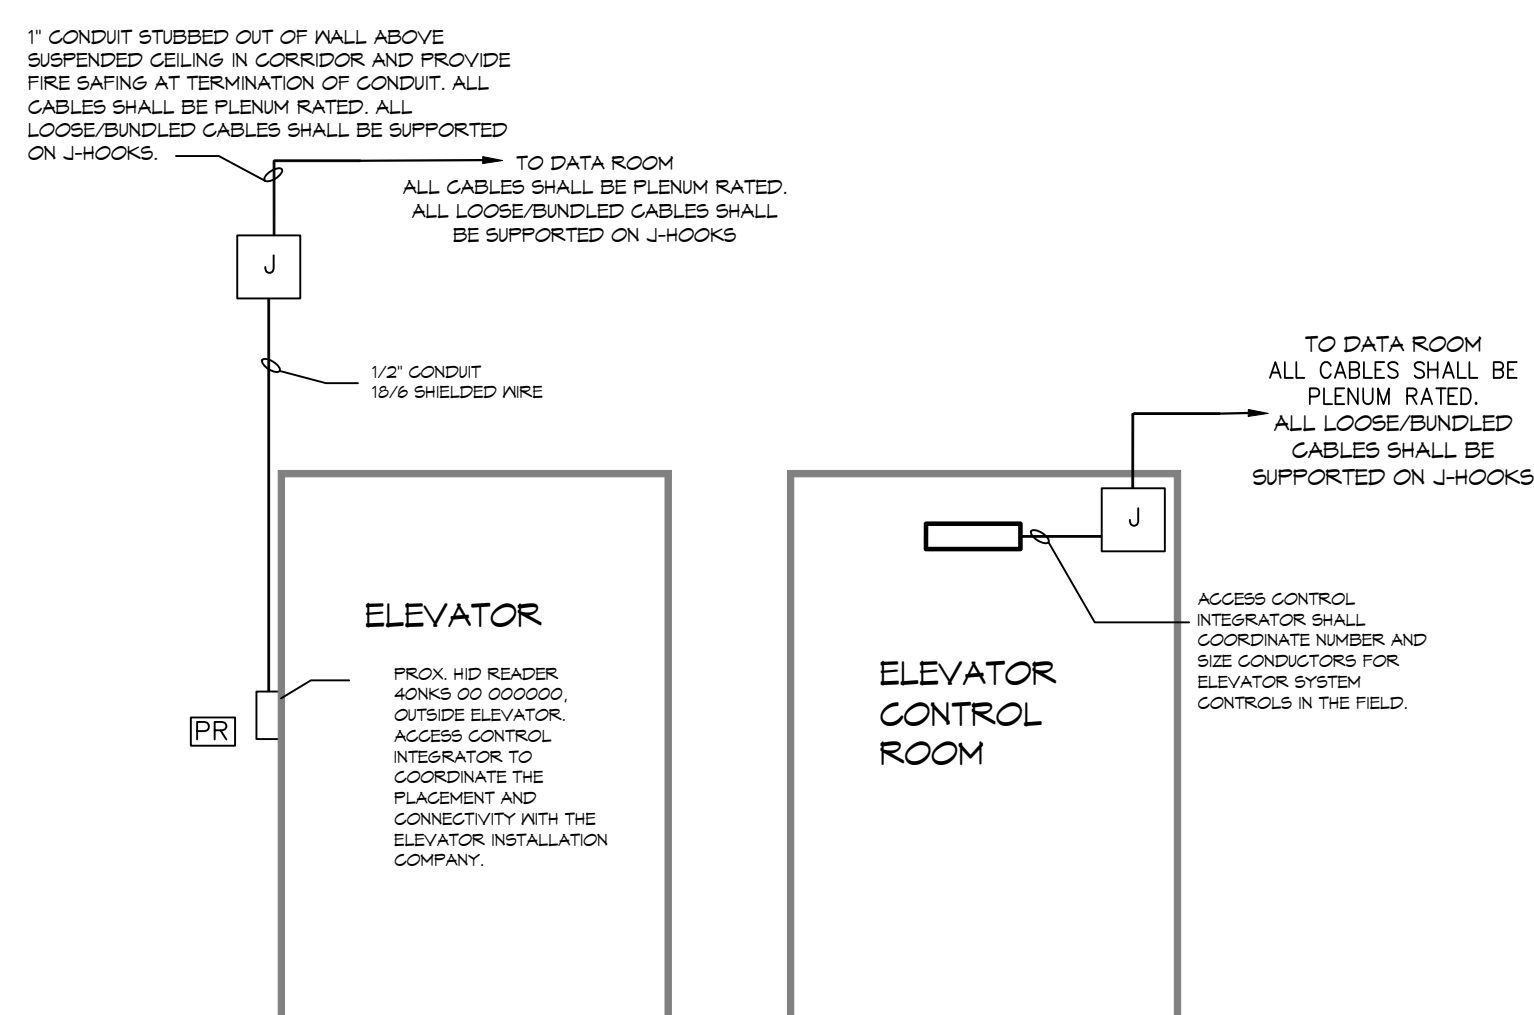 1" CONDUIT STUBBED OUT OF WALL ABOVE
SUSPENDED CEILING IN CORRIDOR AND PROVIDE
FIRE SAFING AT TERMINATION OF CONDUIT. ALL
CABLES SHALL BE PLENUM RATED. ALL
LOOSE/BUNDLED CABLES SHALL BE SUPPORTED
ON J-HOOKS.
TO DATA ROOM
ALL CABLES SHALL BE PLENUM RATED.
ALL LOOSE/BUNDLED CABLES SHALL
BE SUPPORTED ON J-HOOKS
J
1/2" CONDUIT
18/6 SHIELDED WIRE
ELEVATOR
PROX. HID READER
40NKS 00 000000,
OUTSIDE ELEVATOR.
ACCESS CONTROL
INTEGRATOR TO
COORDINATE THE
PLACEMENT AND
CONNECTIVITY WITH THE
ELEVATOR INSTALLATION
COMPANY.
PR
TO DATA ROOM
ALL CABLES SHALL BE
PLENUM RATED.
ALL LOOSE/BUNDLED
CABLES SHALL BE
SUPPORTED ON J-HOOKS
J
ACCESS CONTROL
INTEGRATOR SHALL
COORDINATE NUMBER AND
SIZE CONDUCTORS FOR
ELEVATOR SYSTEM
CONTROLS IN THE FIELD.
ELEVATOR
CONTROL
ROOM